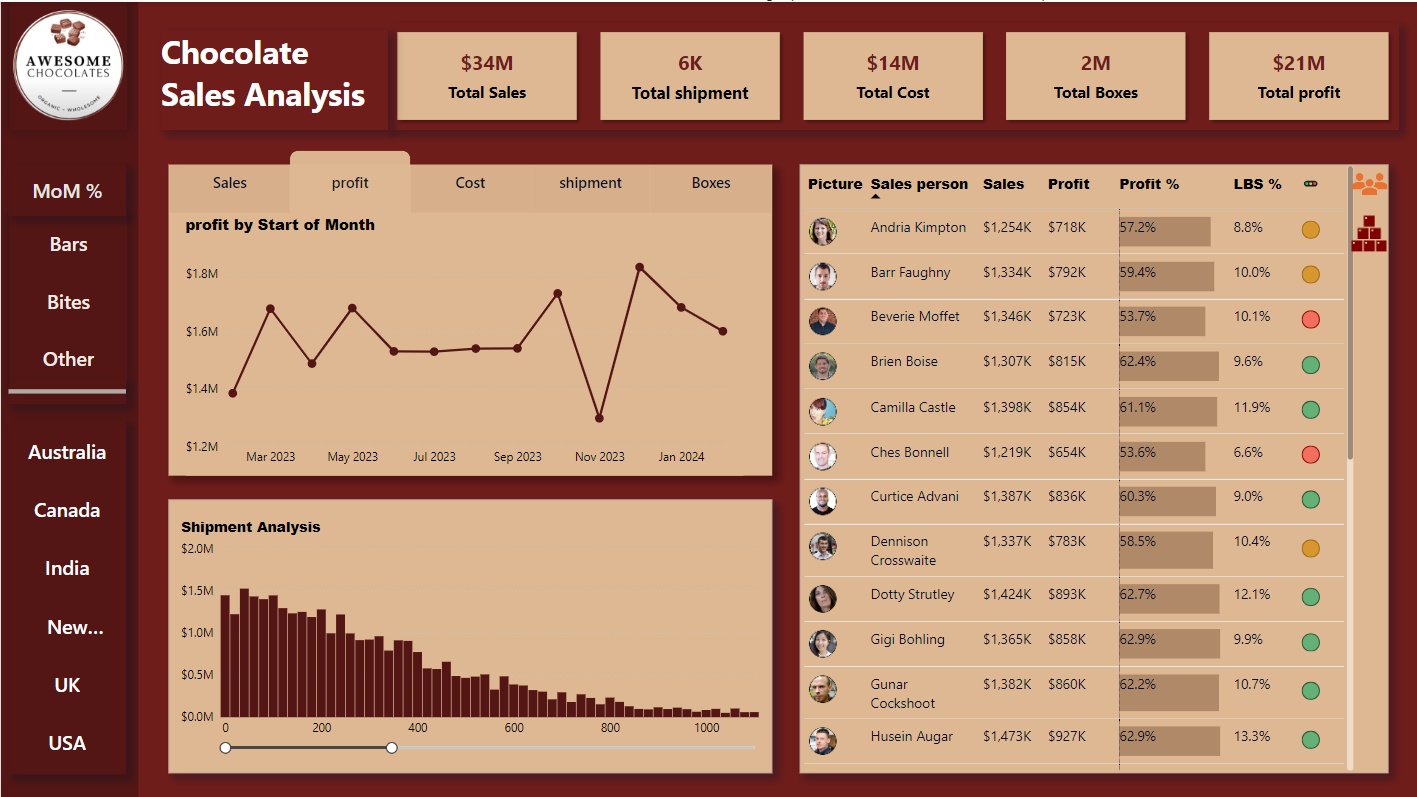 AWESOME
CHOCOLATES
ORGANIC - WHOLESOME
Chocolate
Sales Analysis
$34M
Total Sales
6K
Total shipment
$14M
Total Cost
2M
Total Boxes
$21M
Total profit
MoM %
Bars
Bites
Other
Australia
Canada
India
New...
UK
USA
Sales profit Cost shipment Boxes
profit by Start of Month
$1.8M
$1.6M
$1.4M
$1.2M
Mar 2023 May 2023 Jul 2023 Sep 2023 Nov 2023 Jan 2024
Shipment Analysis
$2.0M
$1.5M
$1.0M
$0.5M
$0.0M
0 200 400 600 800 1000
Picture Sales person Sales Profit Profit % LBS %
Andria Kimpton $1,254K $718K 57.2% 8.8%
Barr Faughny $1,334K $792K 59.4% 10.0%
Beverie Moffet $1,346K $723K 53.7% 10.1%
Brien Boise $1,307K $815K 62.4% 9.6%
Camilla Castle $1,398K $854K 61.1% 11.9%
Ches Bonnell $1,219K $654K 53.6% 6.6%
Curtice Advani $1,387K $836K 60.3% 9.0%
Dennison $1,337K $783K 58.5% 10.4%
Crosswaite
Dotty Strutley $1,424K $893K 62.7% 12.1%
Gigi Bohling $1,365K $858K 62.9% 9.9%
Gunar $1,382K $860K 62.2% 10.7%
Cockshoot
Husein Augar $1,473K $927K 62.9% 13.3%